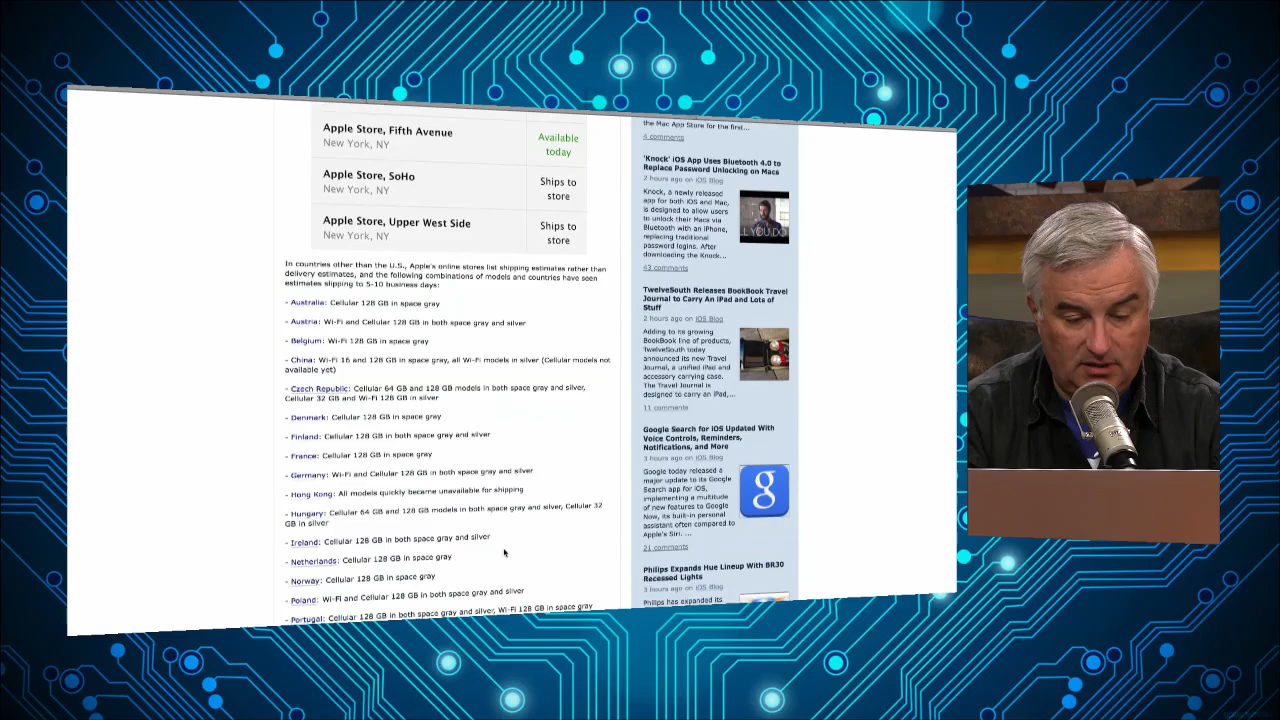 Apple Store, Fifth Avenue
New York, NY
Available
today
Apple Store, SoHo
New York, NY
Ships to
store
Apple Store, Upper West Side
New York, NY
Ships to
store
In countries other than the U.S., Apple's online stores list shipping estimates rather than
delivery estimates, and the following combinations of models and countries have seen
estimates slipping to 5-10 business days:
- Australia: Cellular 128 GB in space gray
- Austria: Wi-Fi and Cellular 128 GB in both space gray and silver
- Belgium: Wi-Fi 128 GB in space gray
- China: Wi-Fi 16 and 128 GB in space gray, all Wi-Fi models in silver (Cellular models not
available yet)
- Czech Republic: Cellular 64 GB and 128 GB models in both space gray and silver,
Cellular 32 GB and Wi-Fi 128 GB in silver
- Denmark: Cellular 128 GB in space gray
- Finland: Cellular 128 GB in both space gray and silver
- France: Cellular 128 GB in space gray
- Germany: Wi-Fi and Cellular 128 GB in both space gray and silver
- Hong Kong: All models quickly became unavailable for shipping
- Hungary: Cellular 64 GB and 128 GB models in both space gray and silver, Cellular 32
GB in silver
- Ireland: Cellular 128 GB in both space gray and silver
- Netherlands: Cellular 128 GB in space gray
- Norway: Cellular 128 GB in space gray
- Poland: Wi-Fi and Cellular 128 GB in space gray and silver
- Portugal: Cellular 128 GB in both space gray and silver, Wi-Fi 128 GB in space gray
the Mac App Store for the first...
6 comments
'Knock' iOS App Uses Bluetooth 4.0 to
Replace Password Unlocking on Macs
2 hours ago on iOS Blog
Knock, a newly released
app for both iOS and Mac,
is designed to allow users
to unlock their Macs via
Bluetooth with an iPhone,
replacing traditional
password logins. After
downloading the Knock...
LL YOU DO
43 comments
TwelveSouth Releases BookBook Travel
Journal to Carry An iPad and Lots of
Stuff
2 hours ago on iOS Blog
Adding to its growing
BookBook line of products,
TwelveSouth today
announced its new Travel
Journal, a unified iPad and
accessory carrying case.
The Travel Journal is
designed to carry an iPad,...
11 comments
Google Search for iOS Updated With
Voice Controls, Reminders,
Notifications, and More
3 hours ago on iOS Blog
Google today released a
major update to its Google
Search app for iOS,
implementing a multitude
of new features to Google
Now, its built-in personal
assistant often compared to
Apple's Siri. ...
g
21 comments
Philips Expands Hue Lineup With BR30
Recessed Lights
3 hours ago on iOS Blog
Philips has expanded its